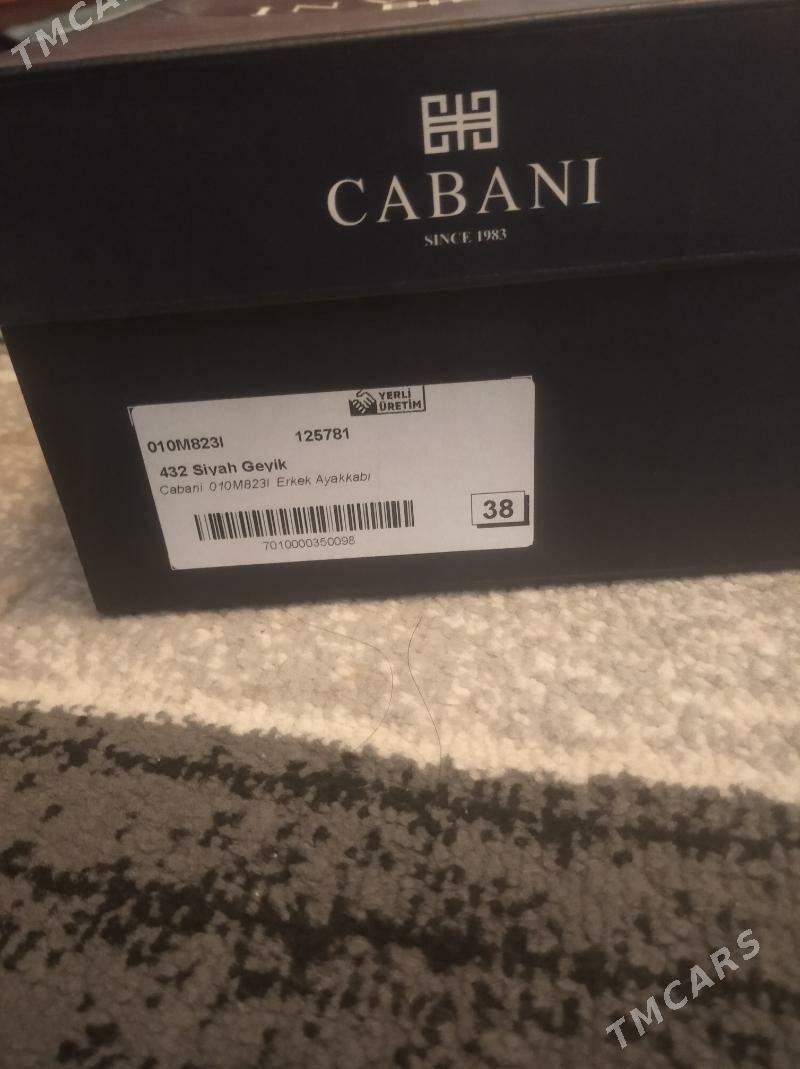 TMCARS
CABANI
SINCE 1983
YERLİ
ÜRETİM
010M823I 125781
432 Siyah Geyik
Cabani 010M823I Erkek Ayakkabı
38
7010000350098
TMCARS